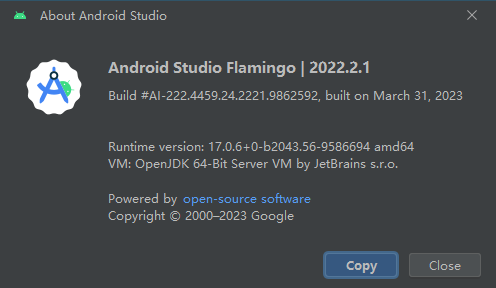 About Android Studio
Android Studio Flamingo | 2022.2.1
Build #AI-222.4459.24.2221.9862592, built on March 31, 2023
Runtime version: 17.0.6+0-b2043.56-9586694 amd64
VM: OpenJDK 64-Bit Server VM by JetBrains s.r.o.
Powered by open-source software
Copyright © 2000–2023 Google
Copy
Close